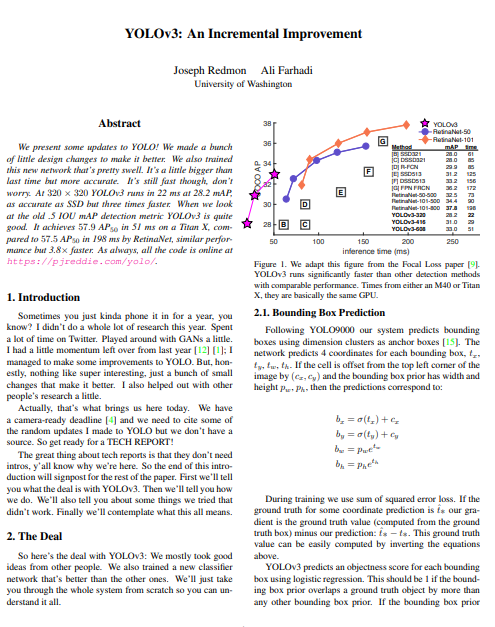 YOLOv3: An Incremental Improvement
Joseph Redmon Ali Farhadi
University of Washington
Abstract
We present some updates to YOLO! We made a bunch
of little design changes to make it better. We also trained
this new network that's pretty swell. It's a little bigger than
last time but more accurate. It's still fast though, don't
worry. At 320 × 320 YOLOv3 runs in 22 ms at 28.2 mAP,
as accurate as SSD but three times faster. When we look
at the old .5 IOU mAP detection metric YOLOv3 is quite
good. It achieves 57.9 AP₅₀ in 51 ms on a Titan X, com-
pared to 57.5 AP₅₀ in 198 ms by RetinaNet, similar perfor-
mance but 3.8× faster. As always, all the code is online at
https://pjreddie.com/yolo/.
1. Introduction
Sometimes you just kinda phone it in for a year, you
know? I didn't do a whole lot of research this year. Spent
a lot of time on Twitter. Played around with GANs a little.
I had a little momentum left over from last year [12] [1]; I
managed to make some improvements to YOLO. But, hon-
estly, nothing like super interesting, just a bunch of small
changes that make it better. I also helped out with other
people's research a little.
Actually, that's what brings us here today. We have
a camera-ready deadline [4] and we need to cite some of
the random updates I made to YOLO but we don't have a
source. So get ready for a TECH REPORT!
The great thing about tech reports is that they don't need
intros, y'all know why we're here. So the end of this intro-
duction will signpost for the rest of the paper. First we'll tell
you what the deal is with YOLOv3. Then we'll tell you how
we do. We'll also tell you about some things we tried that
didn't work. Finally we'll contemplate what this all means.
2. The Deal
So here's the deal with YOLOv3: We mostly took good
ideas from other people. We also trained a new classifier
network that's better than the other ones. We'll just take
you through the whole system from scratch so you can un-
derstand it all.
38
36
34
32
30
28
COCO AP
B
C
D
E
F
G
YOLOv3
RetinaNet-50
RetinaNet-101
Method mAP time
[B] SSD321 28.0 61
[C] DSSD321 28.0 85
[D] R-FCN 29.9 85
[E] SSD513 31.2 125
[F] DSSD513 33.2 156
[G] FPN FRCN 36.2 172
RetinaNet-50-500 32.5 73
RetinaNet-101-500 34.4 90
RetinaNet-101-800 37.8 198
YOLOv3-320 28.2 22
YOLOv3-416 31.0 29
YOLOv3-608 33.0 51
50 100 150 200 250
inference time (ms)
Figure 1. We adapt this figure from the Focal Loss paper [9].
YOLOv3 runs significantly faster than other detection methods
with comparable performance. Times from either an M40 or Titan
X, they are basically the same GPU.
2.1. Bounding Box Prediction
Following YOLO9000 our system predicts bounding
boxes using dimension clusters as anchor boxes [15]. The
network predicts 4 coordinates for each bounding box, tₓ,
t_y, t_w, t_h. If the cell is offset from the top left corner of the
image by (cₓ, c_y) and the bounding box prior has width and
height p_w, p_h, then the predictions correspond to:
bₓ = σ(tₓ) + cₓ
b_y = σ(t_y) + c_y
b_w = p_w e^{t_w}
b_h = p_h e^{t_h}
During training we use sum of squared error loss. If the
ground truth for some coordinate prediction is t̂* our gra-
dient is the ground truth value (computed from the ground
truth box) minus our prediction: t̂* − t*. This ground truth
value can be easily computed by inverting the equations
above.
YOLOv3 predicts an objectness score for each bounding
box using logistic regression. This should be 1 if the bound-
ing box prior overlaps a ground truth object by more than
any other bounding box prior. If the bounding box prior